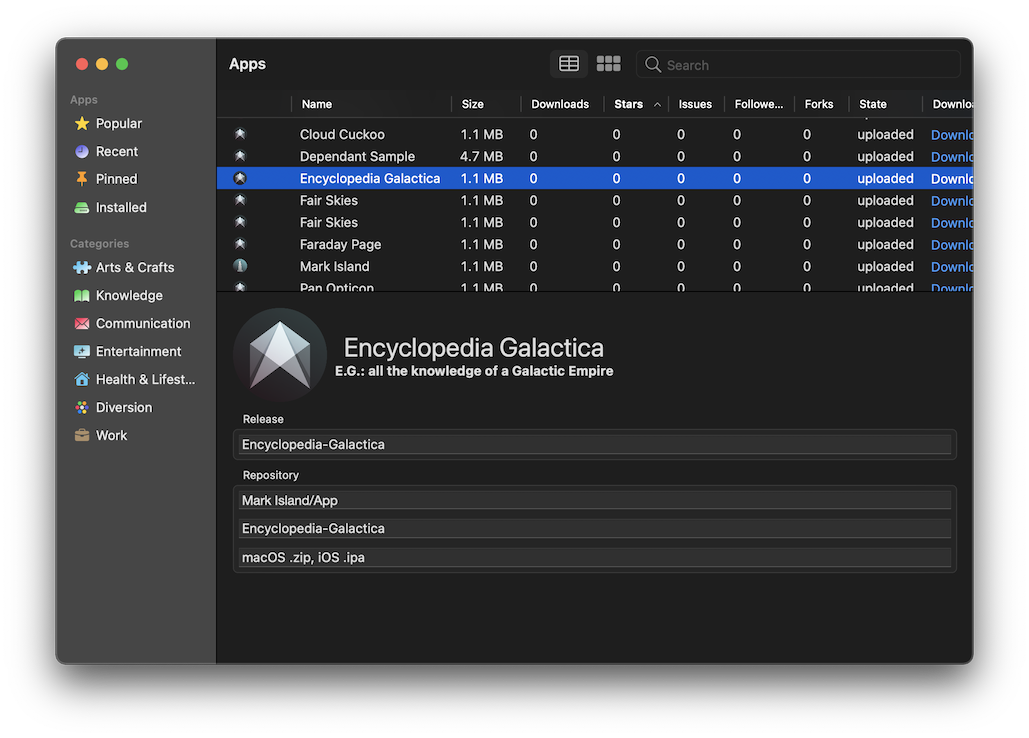 Apps
Search
Apps
Popular
Recent
Pinned
Installed
Categories
Arts & Crafts
Knowledge
Communication
Entertainment
Health & Lifest...
Diversion
Work
Name Size Downloads Stars Issues Followe... Forks State Downloa
Cloud Cuckoo 1.1 MB 0 0 0 0 0 uploaded Downlo
Dependant Sample 4.7 MB 0 0 0 0 0 uploaded Downlo
Encyclopedia Galactica 1.1 MB 0 0 0 0 0 uploaded Downlo
Fair Skies 1.1 MB 0 0 0 0 0 uploaded Downlo
Fair Skies 1.1 MB 0 0 0 0 0 uploaded Downlo
Faraday Page 1.1 MB 0 0 0 0 0 uploaded Downlo
Mark Island 1.1 MB 0 0 0 0 0 uploaded Downlo
Pan Opticon 1.1 MB 0 0 0 0 0 uploaded Downlo
Encyclopedia Galactica
E.G.: all the knowledge of a Galactic Empire
Release
Encyclopedia-Galactica
Repository
Mark Island/App
Encyclopedia-Galactica
macOS .zip, iOS .ipa